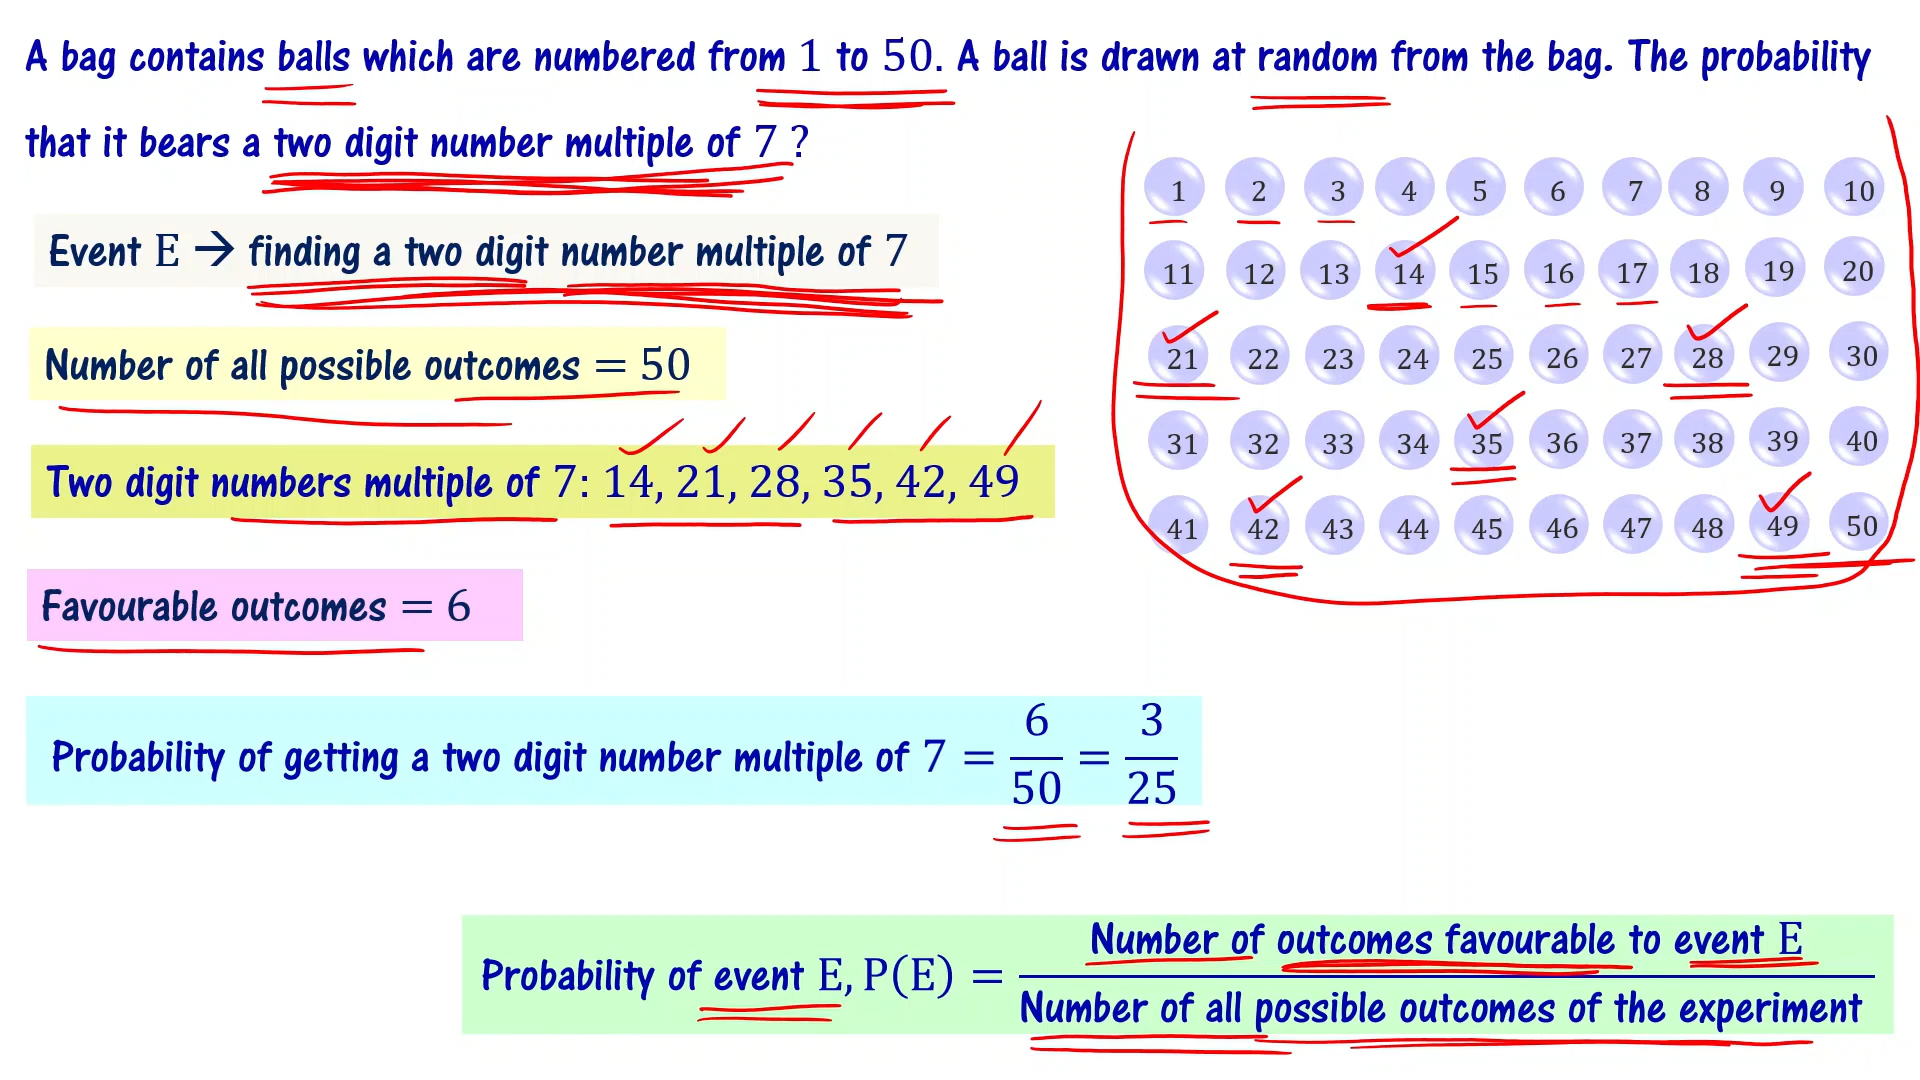 A bag contains balls which are numbered from 1 to 50. A ball is drawn at random from the bag. The probability
that it bears a two digit number multiple of 7 ?
1 2 3 4 5 6 7 8 9 10
11 12 13 14 15 16 17 18 19 20
21 22 23 24 25 26 27 28 29 30
31 32 33 34 35 36 37 38 39 40
41 42 43 44 45 46 47 48 49 50
Event E → finding a two digit number multiple of 7
Number of all possible outcomes = 50
Two digit numbers multiple of 7: 14, 21, 28, 35, 42, 49
Favourable outcomes = 6
Probability of getting a two digit number multiple of 7 = 6/50 = 3/25
Probability of event E, P(E) = Number of outcomes favourable to event E
Number of all possible outcomes of the experiment